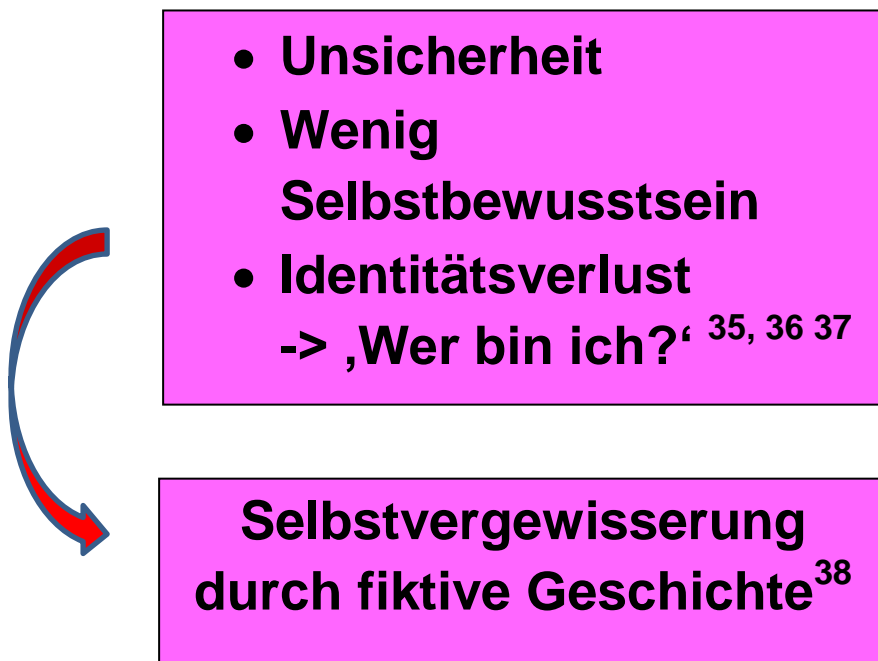 • Unsicherheit
• Wenig
Selbstbewusstsein
• Identitätsverlust
-> ‚Wer bin ich?‘ 35, 36 37
Selbstvergewisserung
durch fiktive Geschichte38